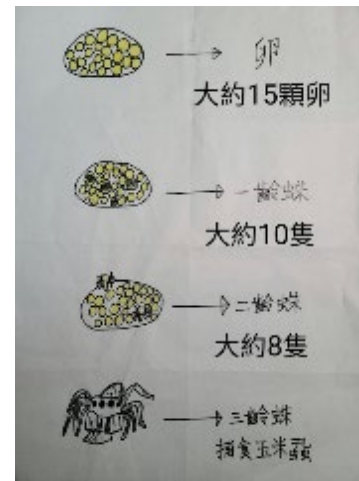 卵
大約15顆卵
一齡蛛
大約10隻
二齡蛛
大約8隻
三齡蛛
捕食玉米蝨